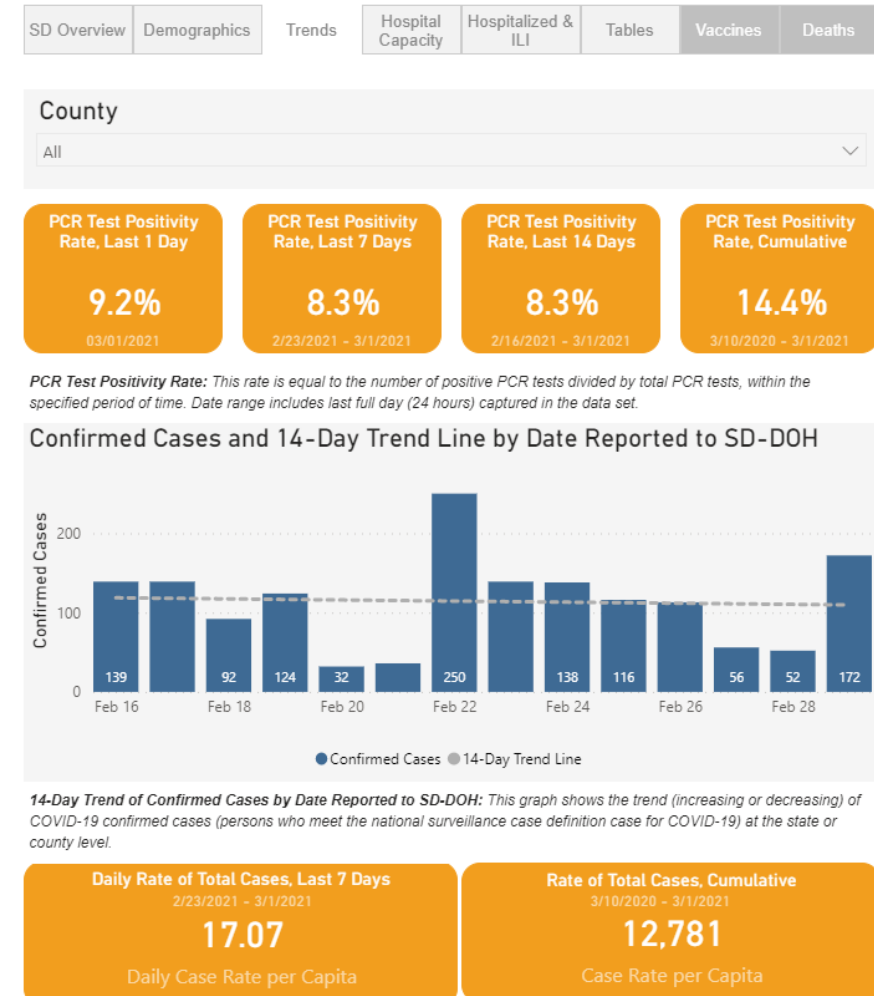 SD Overview
Demographics
Trends
Hospital
Capacity
Hospitalized &
ILI
Tables
Vaccines
Deaths
County
All
PCR Test Positivity
Rate, Last 1 Day
9.2%
03/01/2021
PCR Test Positivity
Rate, Last 7 Days
8.3%
2/23/2021 - 3/1/2021
PCR Test Positivity
Rate, Last 14 Days
8.3%
2/16/2021 - 3/1/2021
PCR Test Positivity
Rate, Cumulative
14.4%
3/10/2020 - 3/1/2021
PCR Test Positivity Rate: This rate is equal to the number of positive PCR tests divided by total PCR tests, within the
specified period of time. Date range includes last full day (24 hours) captured in the data set.
Confirmed Cases and 14-Day Trend Line by Date Reported to SD-DOH
Confirmed Cases
200
100
0
139
92
124
32
250
138
116
56
52
172
Feb 16
Feb 18
Feb 20
Feb 22
Feb 24
Feb 26
Feb 28
Confirmed Cases
14-Day Trend Line
14-Day Trend of Confirmed Cases by Date Reported to SD-DOH: This graph shows the trend (increasing or decreasing) of
COVID-19 confirmed cases (persons who meet the national surveillance case definition case for COVID-19) at the state or
county level.
Daily Rate of Total Cases, Last 7 Days
2/23/2021 - 3/1/2021
17.07
Daily Case Rate per Capita
Rate of Total Cases, Cumulative
3/10/2020 - 3/1/2021
12,781
Case Rate per Capita